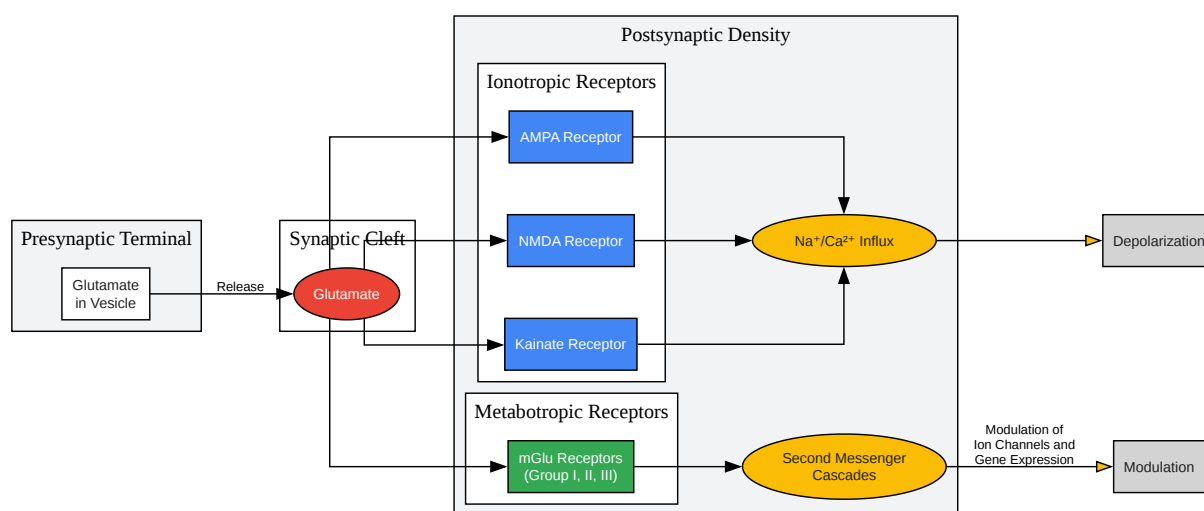 Postsynaptic Density
Ionotropic Receptors
AMPA Receptor
Presynaptic Terminal
Synaptic Cleft
NMDA Receptor
Na⁺/Ca²⁺ Influx
Depolarization
Glutamate
in Vesicle
Release
Glutamate
Kainate Receptor
Metabotropic Receptors
mGlu Receptors
(Group I, II, III)
Second Messenger
Cascades
Modulation of
Ion Channels and
Gene Expression
Modulation